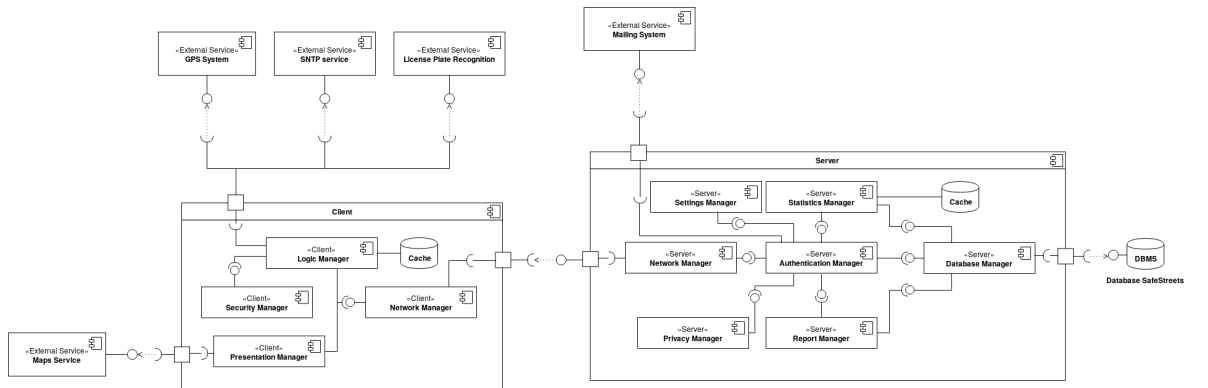 «External Service»
Mailing System
«External Service»
GPS System
«External Service»
SNTP service
«External Service»
License Plate Recognition
Server
«Server»
Settings Manager
«Server»
Statistics Manager
Cache
Client
«Client»
Logic Manager
Cache
«Server»
Network Manager
«Server»
Authentication Manager
«Server»
Database Manager
DBMS
Database SafeStreets
«Client»
Security Manager
«Client»
Network Manager
«Server»
Privacy Manager
«Server»
Report Manager
«External Service»
Maps Service
«Client»
Presentation Manager